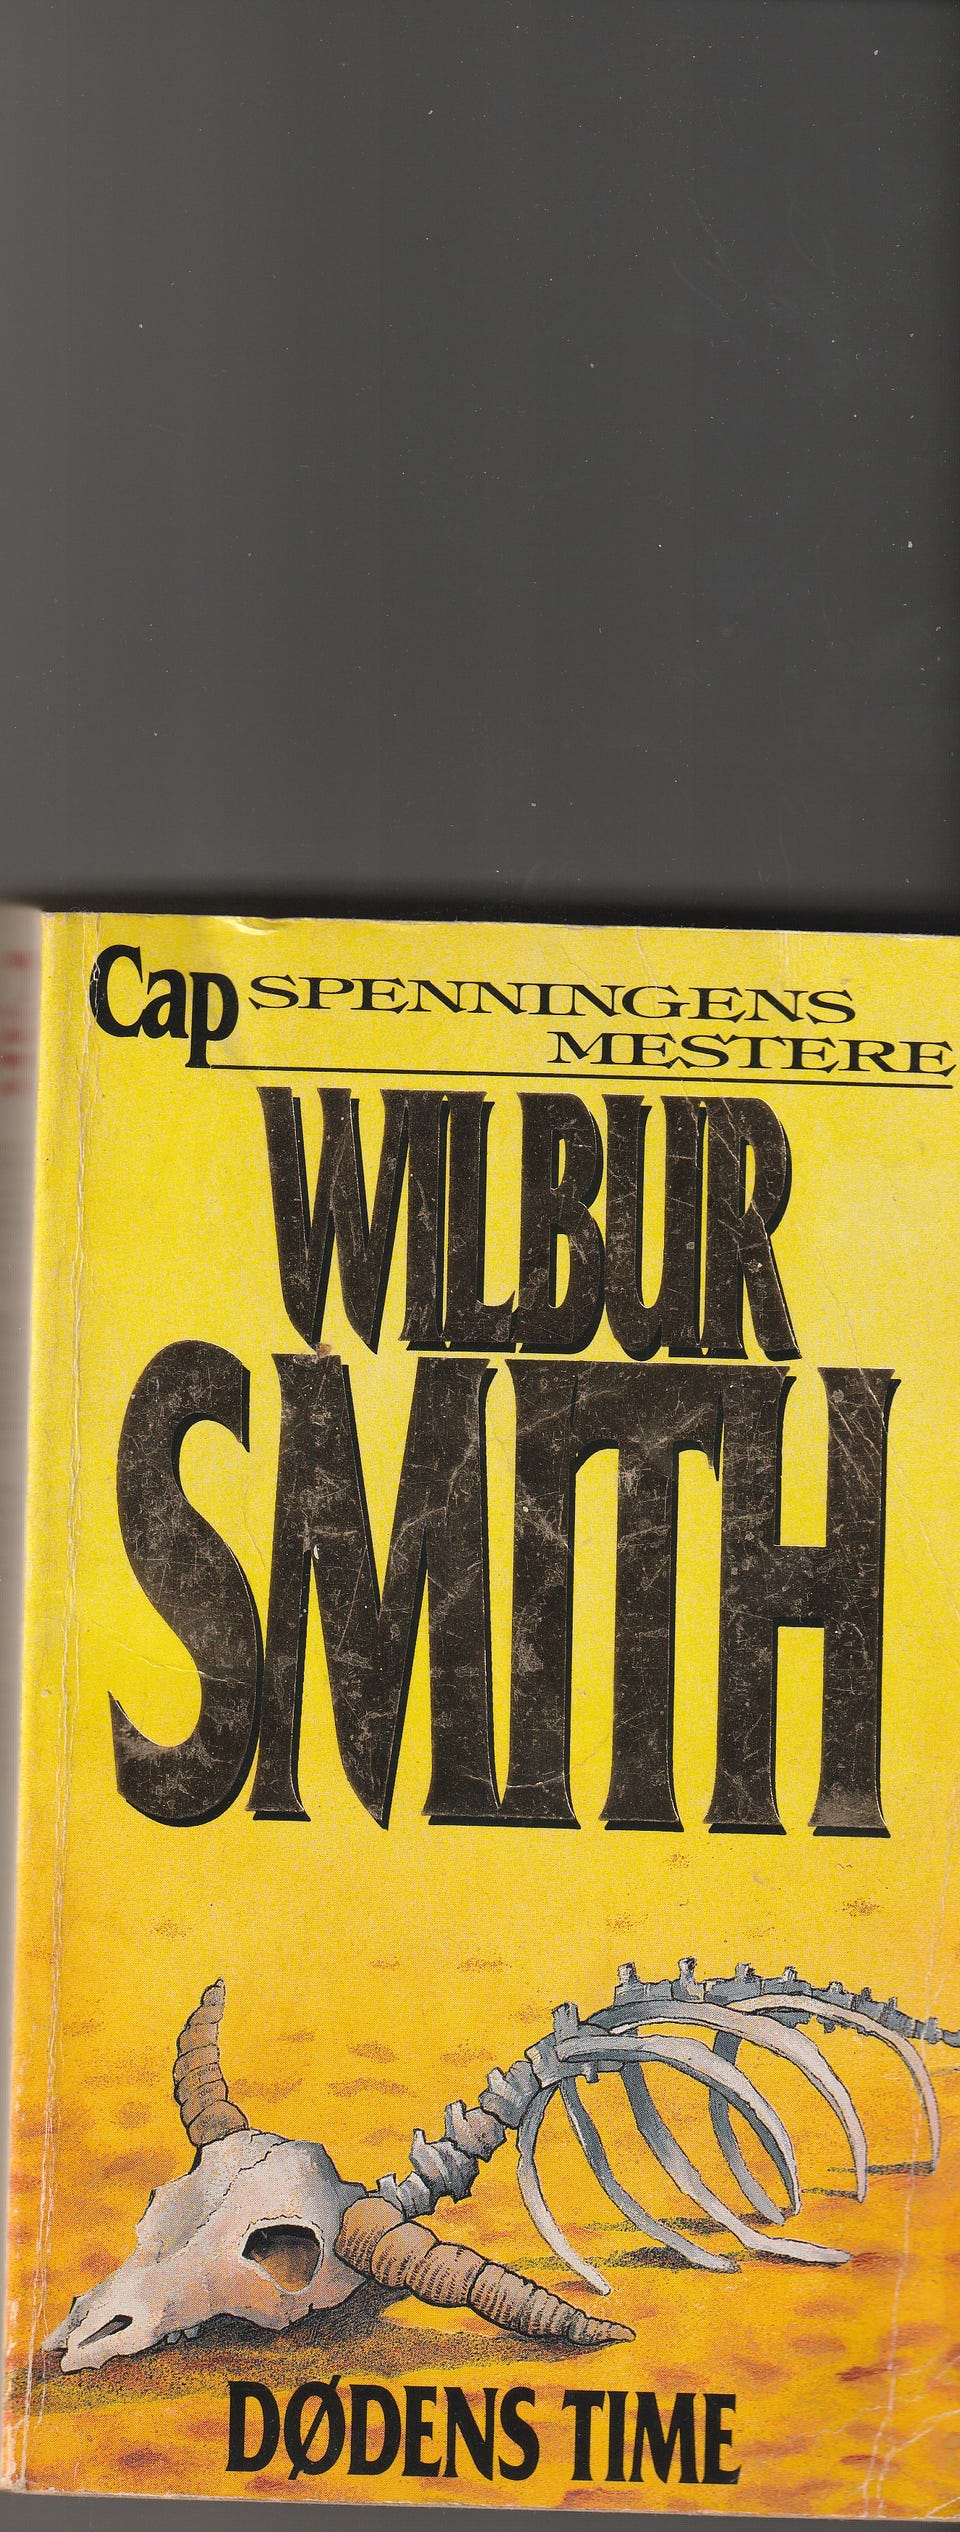 Cap SPENNINGENS
MESTERE
WILBUR
SMITH
DØDENS TIME